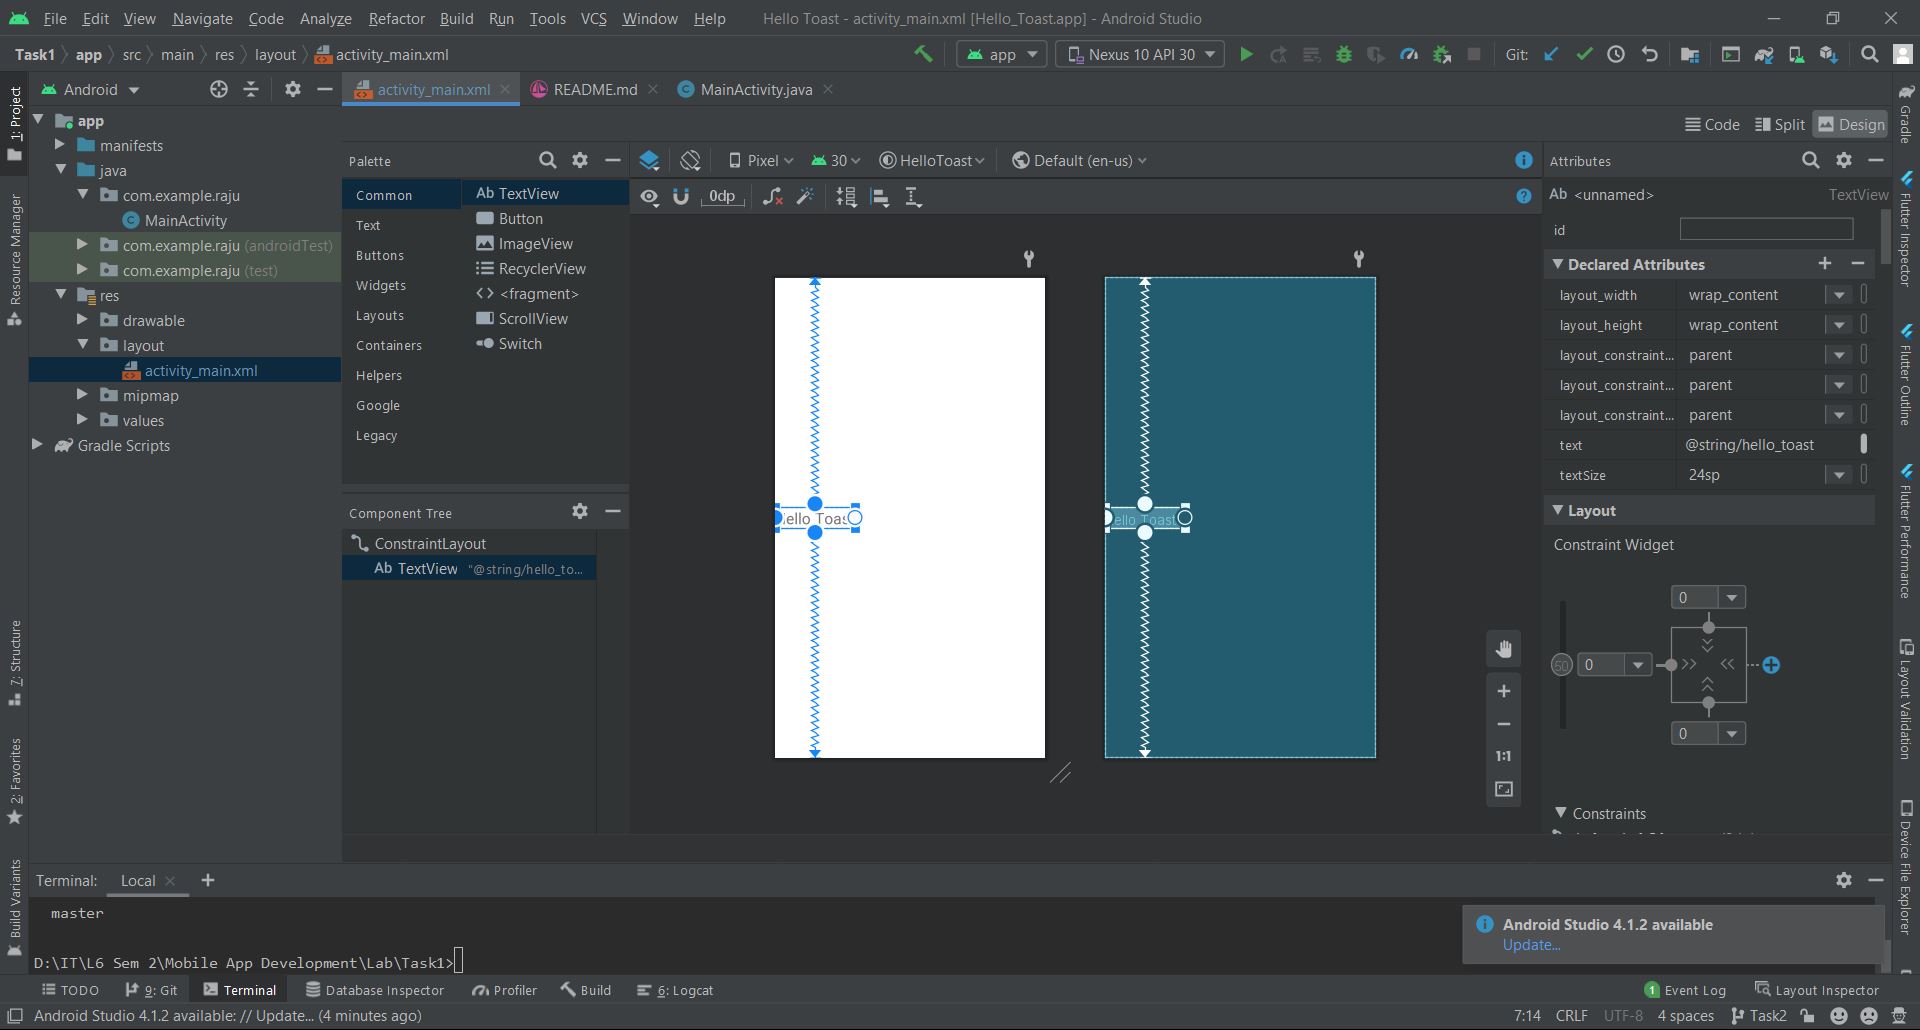 File Edit View Navigate Code Analyze Refactor Build Run Tools VCS Window Help Hello Toast - activity_main.xml [Hello_Toast.app] - Android Studio
Task1 app src main res layout activity_main.xml app Nexus 10 API 30 Git:
Android activity_main.xml README.md MainActivity.java
1: Project
Resource Manager
7: Structure
2: Favorites
Build Variants
app
manifests
java
com.example.raju
MainActivity
com.example.raju (androidTest)
com.example.raju (test)
res
drawable
layout
activity_main.xml
mipmap
values
Gradle Scripts
Code Split Design
Palette
Common
Text
Buttons
Widgets
Layouts
Containers
Helpers
Google
Legacy
Ab TextView
Button
ImageView
RecyclerView
<fragment>
ScrollView
Switch
Component Tree
ConstraintLayout
Ab TextView "@string/hello_to...
Pixel 30 HelloToast Default (en-us)
0dp
ello Toas
ello Toast
1:1
Attributes
Ab <unnamed> TextView
id
Declared Attributes
layout_width wrap_content
layout_height wrap_content
layout_constraint... parent
layout_constraint... parent
layout_constraint... parent
text @string/hello_toast
textSize 24sp
Layout
Constraint Widget
0
50 0
0
Constraints
Gradle
Flutter Inspector
Flutter Outline
Flutter Performance
Layout Validation
Device File Explorer
Terminal: Local
master
D:\IT\L6 Sem 2\Mobile App Development\Lab\Task1>
Android Studio 4.1.2 available
Update...
TODO 9: Git Terminal Database Inspector Profiler Build 6: Logcat 1 Event Log Layout Inspector
Android Studio 4.1.2 available: // Update... (4 minutes ago) 7:14 CRLF UTF-8 4 spaces Task2